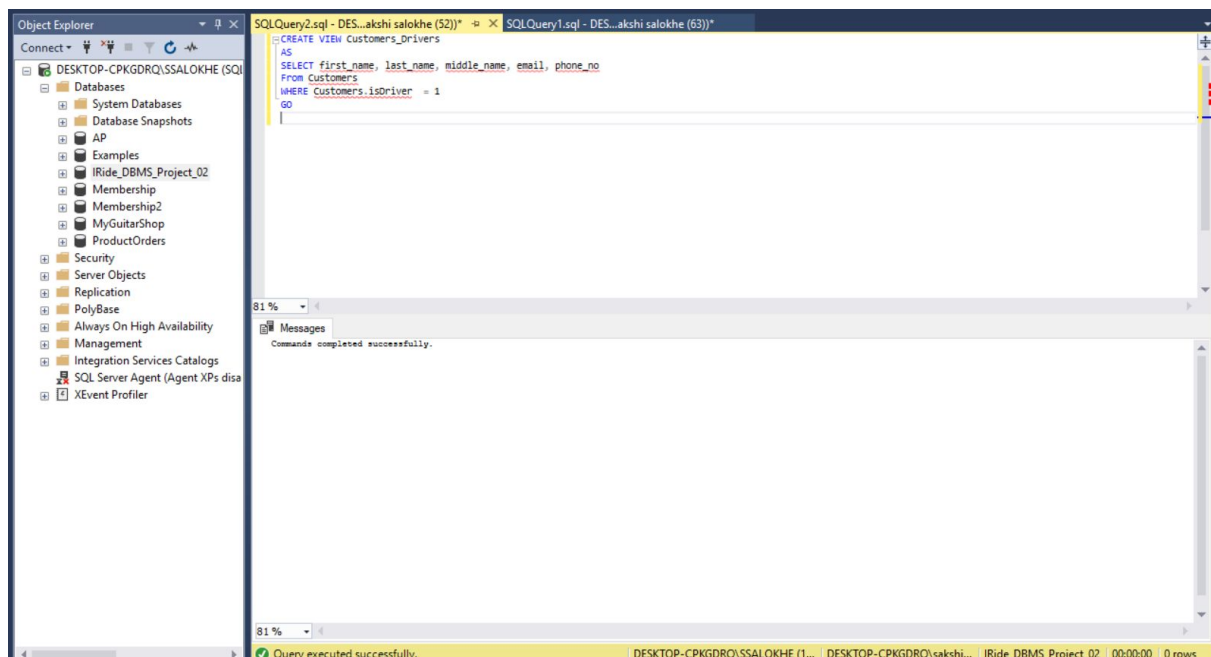 Object Explorer
Connect
DESKTOP-CPKGDRQ\SSALOKHE (SQL
Databases
System Databases
Database Snapshots
AP
Examples
IRide_DBMS_Project_02
Membership
Membership2
MyGuitarShop
ProductOrders
Security
Server Objects
Replication
PolyBase
Always On High Availability
Management
Integration Services Catalogs
SQL Server Agent (Agent XPs disa
XEvent Profiler
SQLQuery2.sql - DES...akshi salokhe (52))* SQLQuery1.sql - DES...akshi salokhe (63))*
CREATE VIEW Customers_Drivers
AS
SELECT first_name, last_name, middle_name, email, phone_no
From Customers
WHERE Customers.isDriver = 1
GO
81 %
Messages
Commands completed successfully.
81 %
Query executed successfully. DESKTOP-CPKGDRQ\SSALOKHE (1... DESKTOP-CPKGDRQ\sakshi... IRide_DBMS_Project_02 00:00:00 0 rows